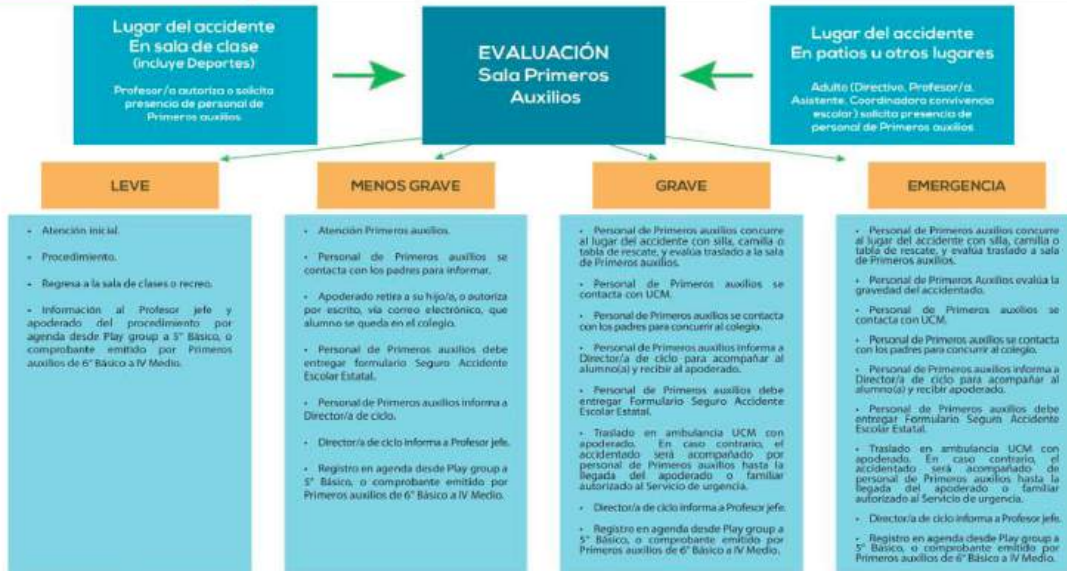 Lugar del accidente
En sala de clase
(incluye Deportes)
Profesor/a autoriza o solicita
presencia de personal de
Primeros auxilios
EVALUACIÓN
Sala Primeros
Auxilios
Lugar del accidente
En patios u otros lugares
Adulto (Directivo, Profesor/a,
Asistente, Coordinadora convivencia
escolar) solicita presencia de
personal de Primeros auxilios
LEVE
• Atención inicial.
• Procedimiento.
• Regresa a la sala de clases o recreo.
• Información al Profesor jefe y
apoderado del procedimiento por
agenda desde Play group a 5° Básico, o
comprobante emitido por Primeros
auxilios de 6° Básico a IV Medio.
MENOS GRAVE
• Atención Primeros auxilios.
• Personal de Primeros auxilios se
contacta con los padres para informar.
• Apoderado retira a su hijo/a, o autoriza
por escrito, vía correo electrónico, que
alumno se queda en el colegio.
• Personal de Primeros auxilios debe
entregar formulario Seguro Accidente
Escolar Estatal.
• Personal de Primeros auxilios informa a
Director/a de ciclo.
• Director/a de ciclo informa a Profesor jefe.
• Registro en agenda desde Play group a
5° Básico, o comprobante emitido por
Primeros auxilios de 6° Básico a IV Medio.
GRAVE
• Personal de Primeros auxilios concurre
al lugar del accidente con silla, camilla o
tabla de rescate, y evalúa traslado a la sala
de Primeros auxilios.
• Personal de Primeros auxilios se
contacta con UCM.
• Personal de Primeros auxilios se contacta
con los padres para concurrir al colegio.
• Personal de Primeros auxilios informa a
Director/a de ciclo para acompañar al
alumno(a) y recibir al apoderado.
• Personal de Primeros auxilios debe
entregar Formulario Seguro Accidente
Escolar Estatal.
• Traslado en ambulancia UCM con
apoderado. En caso contrario, el
accidentado será acompañado por
personal de Primeros auxilios hasta la
llegada del apoderado o familiar
autorizado al Servicio de urgencia.
• Director/a de ciclo informa a Profesor jefe.
• Registro en agenda desde Play group a
5° Básico, o comprobante emitido por
Primeros auxilios de 6° Básico a IV Medio.
EMERGENCIA
• Personal de Primeros auxilios concurre
al lugar del accidente con silla, camilla o
tabla de rescate, y evalúa traslado a sala
de Primeros auxilios.
• Personal de Primeros Auxilios evalúa la
gravedad del accidentado.
• Personal de Primeros auxilios se
contacta con UCM.
• Personal de Primeros auxilios se contacta
con los padres para concurrir al colegio.
• Personal de Primeros auxilios informa a
Director/a de ciclo para acompañar al
alumno(a) y recibir apoderado.
• Personal de Primeros auxilios debe
entregar Formulario Seguro Accidente
Escolar Estatal.
• Traslado en ambulancia UCM con
apoderado. En caso contrario, el
accidentado será acompañado de
personal de Primeros auxilios hasta la
llegada del apoderado o familiar
autorizado al Servicio de urgencia.
• Director/a de ciclo informa a Profesor jefe.
• Registro en agenda desde Play group a
5° Básico, o comprobante emitido por
Primeros auxilios de 6° Básico a IV Medio.